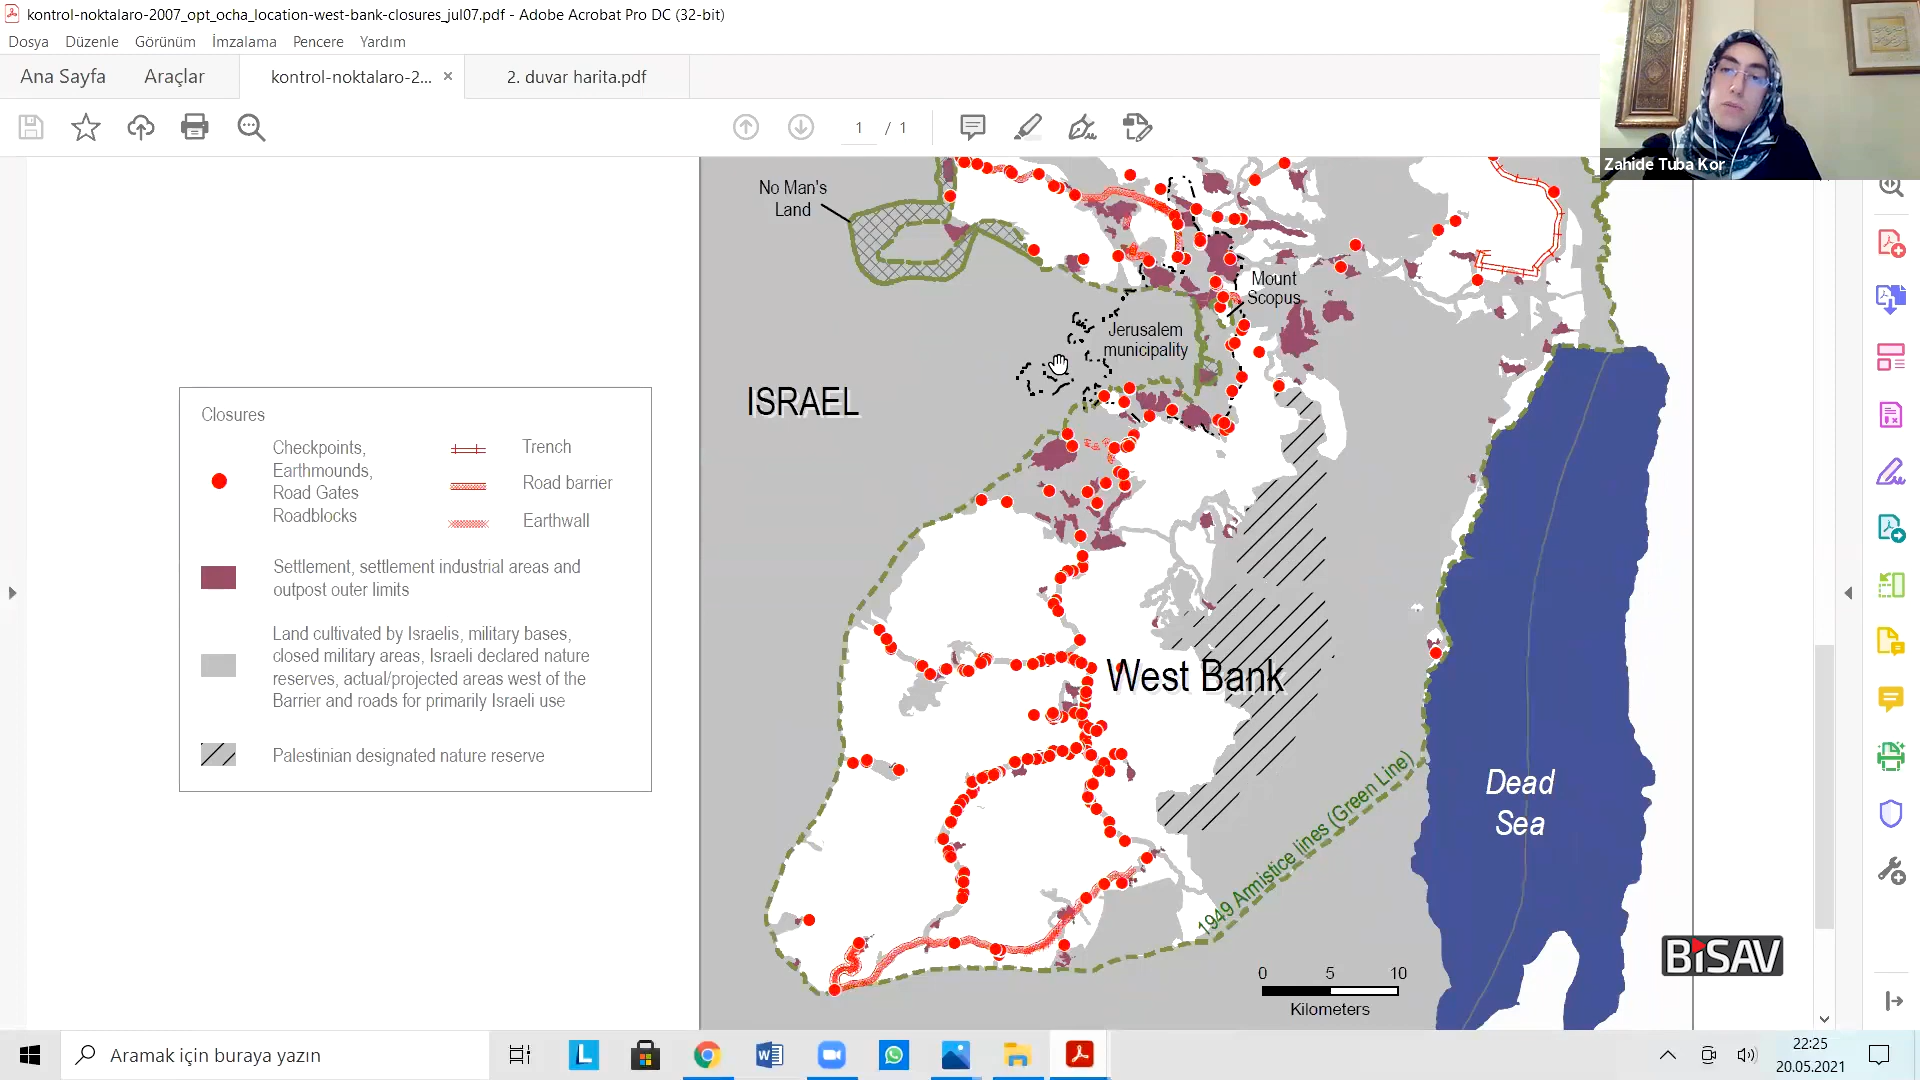 kontrol-noktalaro-2007_opt_ocha_location-west-bank-closures_jul07.pdf - Adobe Acrobat Pro DC (32-bit)
Dosya Düzenle Görünüm İmzalama Pencere Yardım
Ana Sayfa Araçlar kontrol-noktalaro-2... × 2. duvar harita.pdf
1 / 1
Zahide Tuba Kor
No Man's
Land
Mount
Scopus
Jerusalem
municipality
ISRAEL
Closures
Checkpoints,
Earthmounds,
Road Gates
Roadblocks
Trench
Road barrier
Earthwall
Settlement, settlement industrial areas and
outpost outer limits
Land cultivated by Israelis, military bases,
closed military areas, Israeli declared nature
reserves, actual/projected areas west of the
Barrier and roads for primarily Israeli use
Palestinian designated nature reserve
West Bank
1949 Armistice lines (Green Line)
Dead
Sea
BiSAV
0 5 10
Kilometers
Aramak için buraya yazın
22:25
20.05.2021